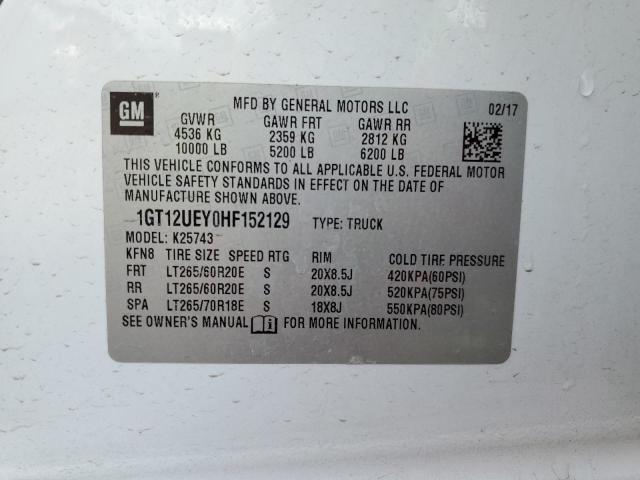 GM
MFD BY GENERAL MOTORS LLC 02/17
GVWR GAWR FRT GAWR RR
4536 KG 2359 KG 2812 KG
10000 LB 5200 LB 6200 LB
THIS VEHICLE CONFORMS TO ALL APPLICABLE U.S. FEDERAL MOTOR
VEHICLE SAFETY STANDARDS IN EFFECT ON THE DATE OF
MANUFACTURE SHOWN ABOVE.
1GT12UEY0HF152129 TYPE: TRUCK
MODEL: K25743
KFN8 TIRE SIZE SPEED RTG RIM COLD TIRE PRESSURE
FRT LT265/60R20E S 20X8.5J 420KPA(60PSI)
RR LT265/60R20E S 20X8.5J 520KPA(75PSI)
SPA LT265/70R18E S 18X8J 550KPA(80PSI)
SEE OWNER'S MANUAL i FOR MORE INFORMATION.